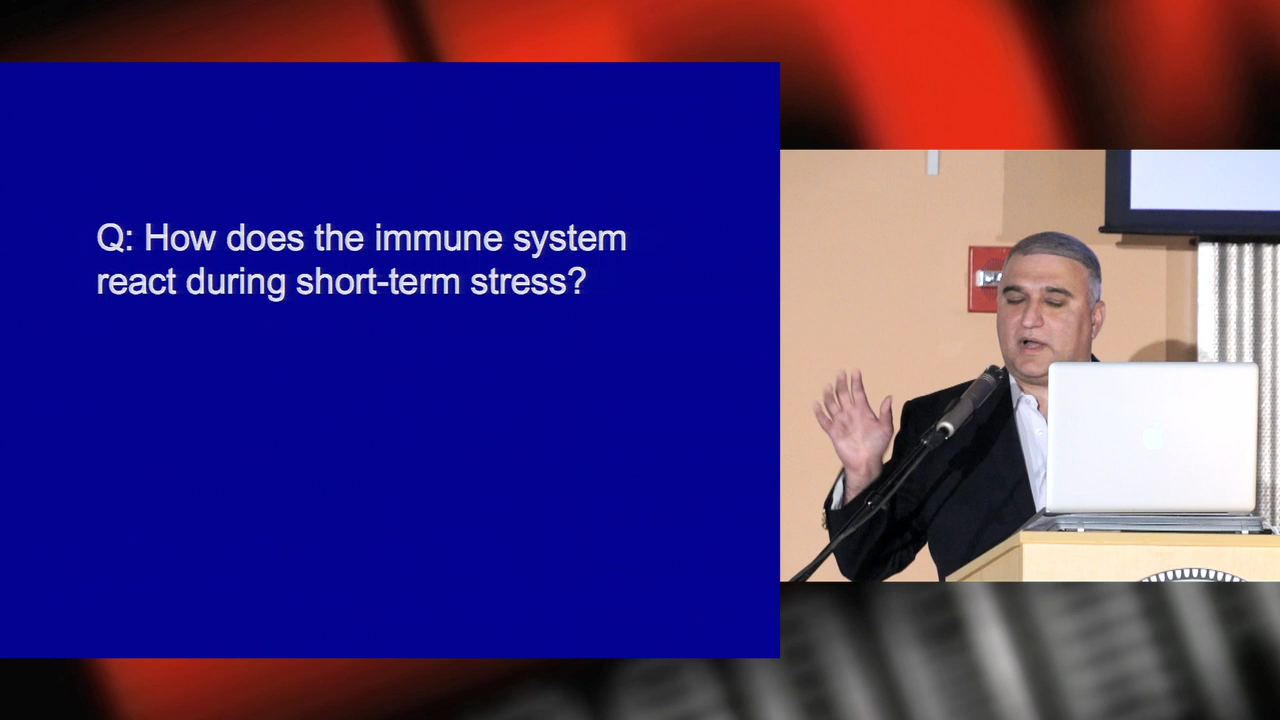 Q: How does the immune system
react during short-term stress?